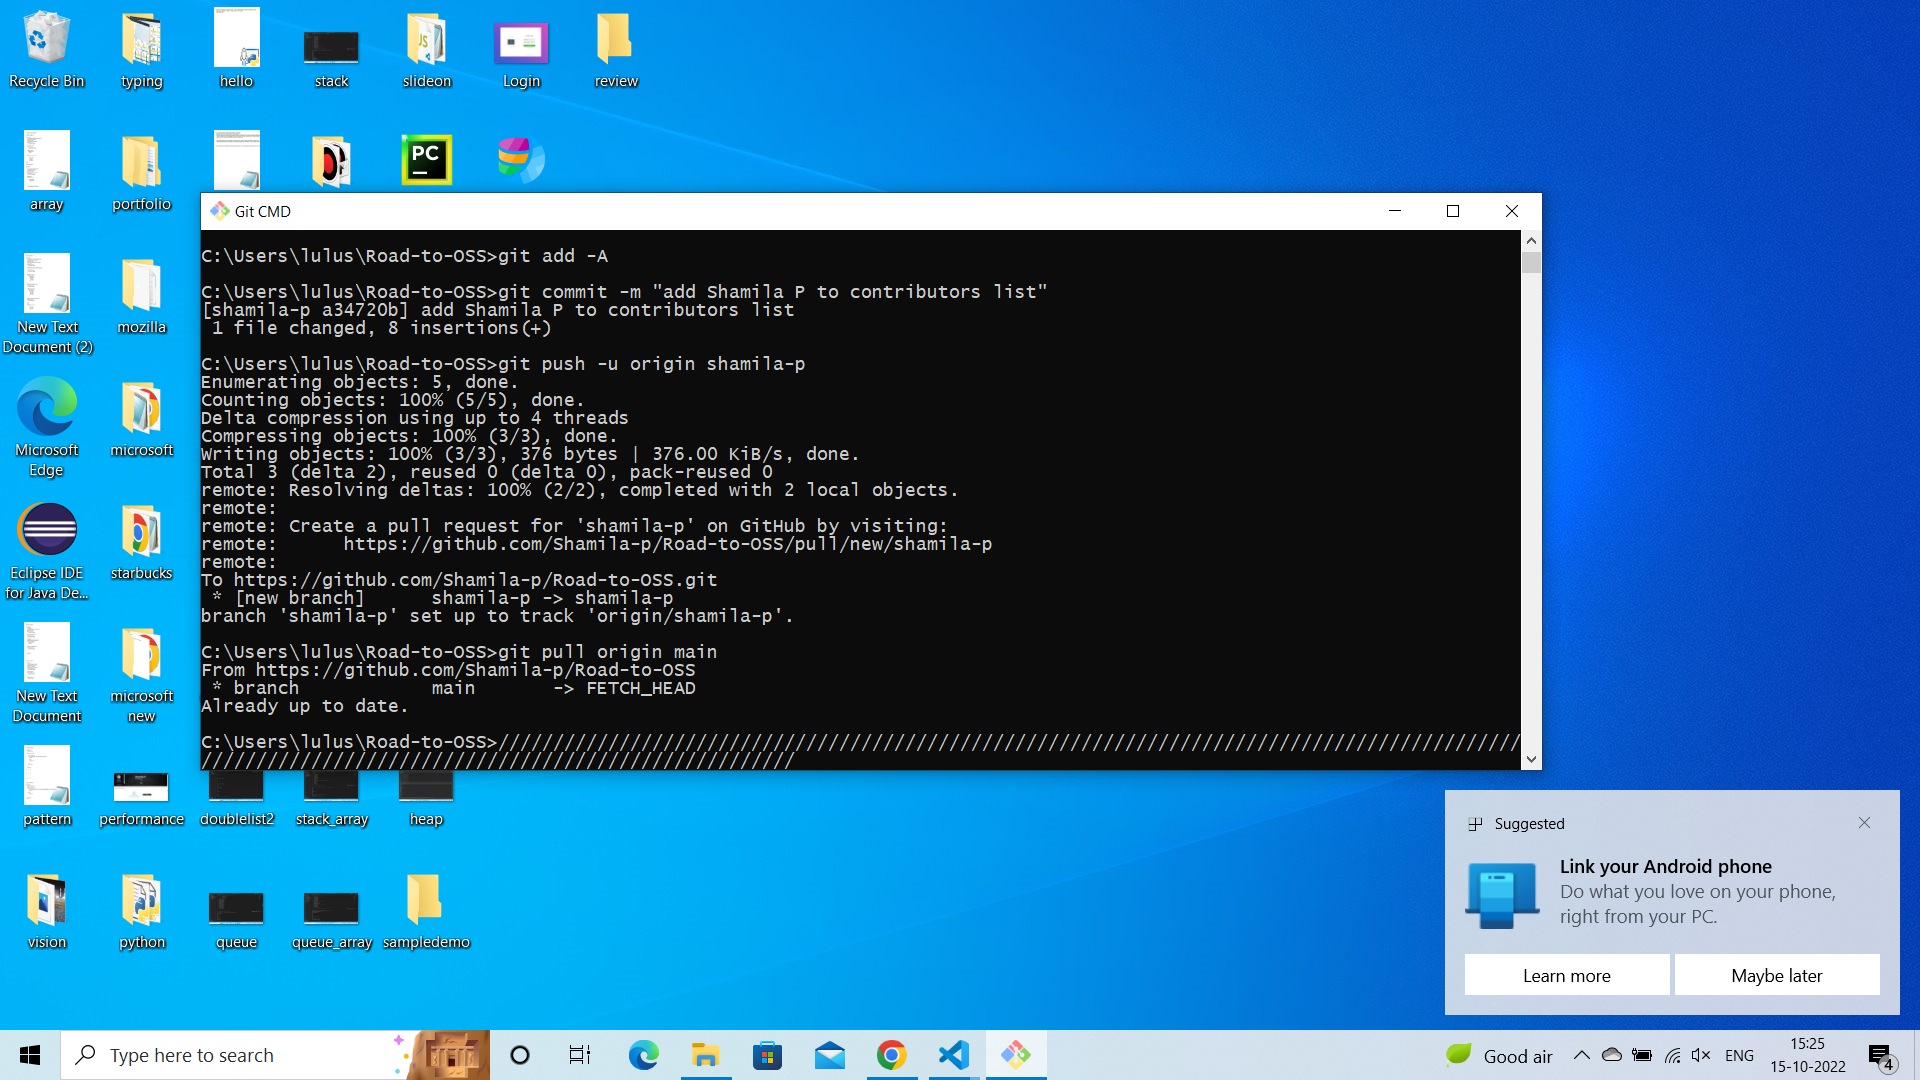 Recycle Bin
typing
hello
stack
slideon
Login
review
array
portfolio
JS
PC
New Text
Document (2)
mozilla
Microsoft
Edge
microsoft
Eclipse IDE
for Java De...
starbucks
New Text
Document
microsoft
new
pattern
performance
doublelist2
stack_array
heap
vision
python
queue
queue_array
sampledemo
Git CMD
C:\Users\lulus\Road-to-OSS>git add -A
C:\Users\lulus\Road-to-OSS>git commit -m "add Shamila P to contributors list"
[shamila-p a34720b] add Shamila P to contributors list
1 file changed, 8 insertions(+)
C:\Users\lulus\Road-to-OSS>git push -u origin shamila-p
Enumerating objects: 5, done.
Counting objects: 100% (5/5), done.
Delta compression using up to 4 threads
Compressing objects: 100% (3/3), done.
Writing objects: 100% (3/3), 376 bytes | 376.00 KiB/s, done.
Total 3 (delta 2), reused 0 (delta 0), pack-reused 0
remote: Resolving deltas: 100% (2/2), completed with 2 local objects.
remote:
remote: Create a pull request for 'shamila-p' on GitHub by visiting:
remote:      https://github.com/Shamila-p/Road-to-OSS/pull/new/shamila-p
remote:
To https://github.com/Shamila-p/Road-to-OSS.git
* [new branch]      shamila-p -> shamila-p
branch 'shamila-p' set up to track 'origin/shamila-p'.
C:\Users\lulus\Road-to-OSS>git pull origin main
From https://github.com/Shamila-p/Road-to-OSS
* branch            main       -> FETCH_HEAD
Already up to date.
C:\Users\lulus\Road-to-OSS>/////////////////////////////////////////////////////////////////////////////////////////////
//////////////////////////////////////////////////////
Suggested
Link your Android phone
Do what you love on your phone,
right from your PC.
Learn more
Maybe later
Type here to search
Good air
ENG
15:25
15-10-2022
4